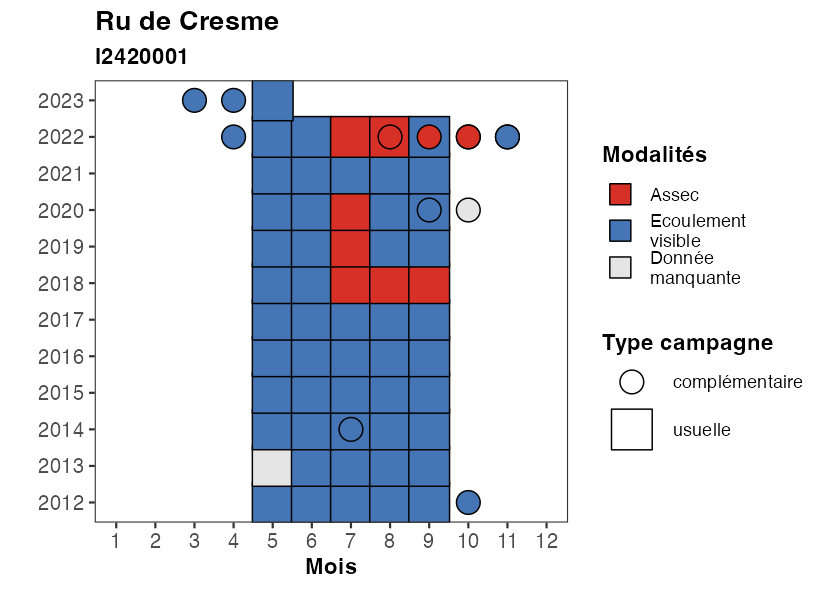 Ru de Cresme
I2420001
2023
2022
2021
2020
2019
2018
2017
2016
2015
2014
2013
2012
1 2 3 4 5 6 7 8 9 10 11 12
Mois
Modalités
Assec
Ecoulement
visible
Donnée
manquante
Type campagne
complémentaire
usuelle